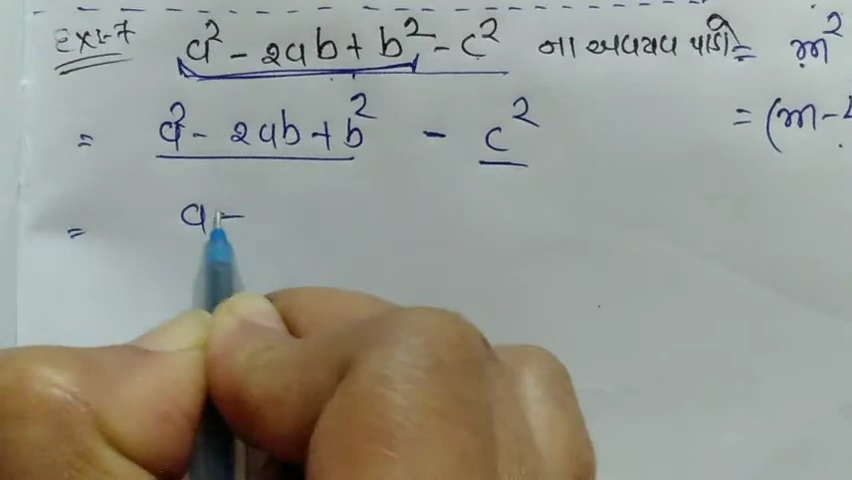 Ex:-7 a² - 2ab + b² - c² ના અવયવ પાડો = m²
= a² - 2ab + b² - c² = (m -
= a -